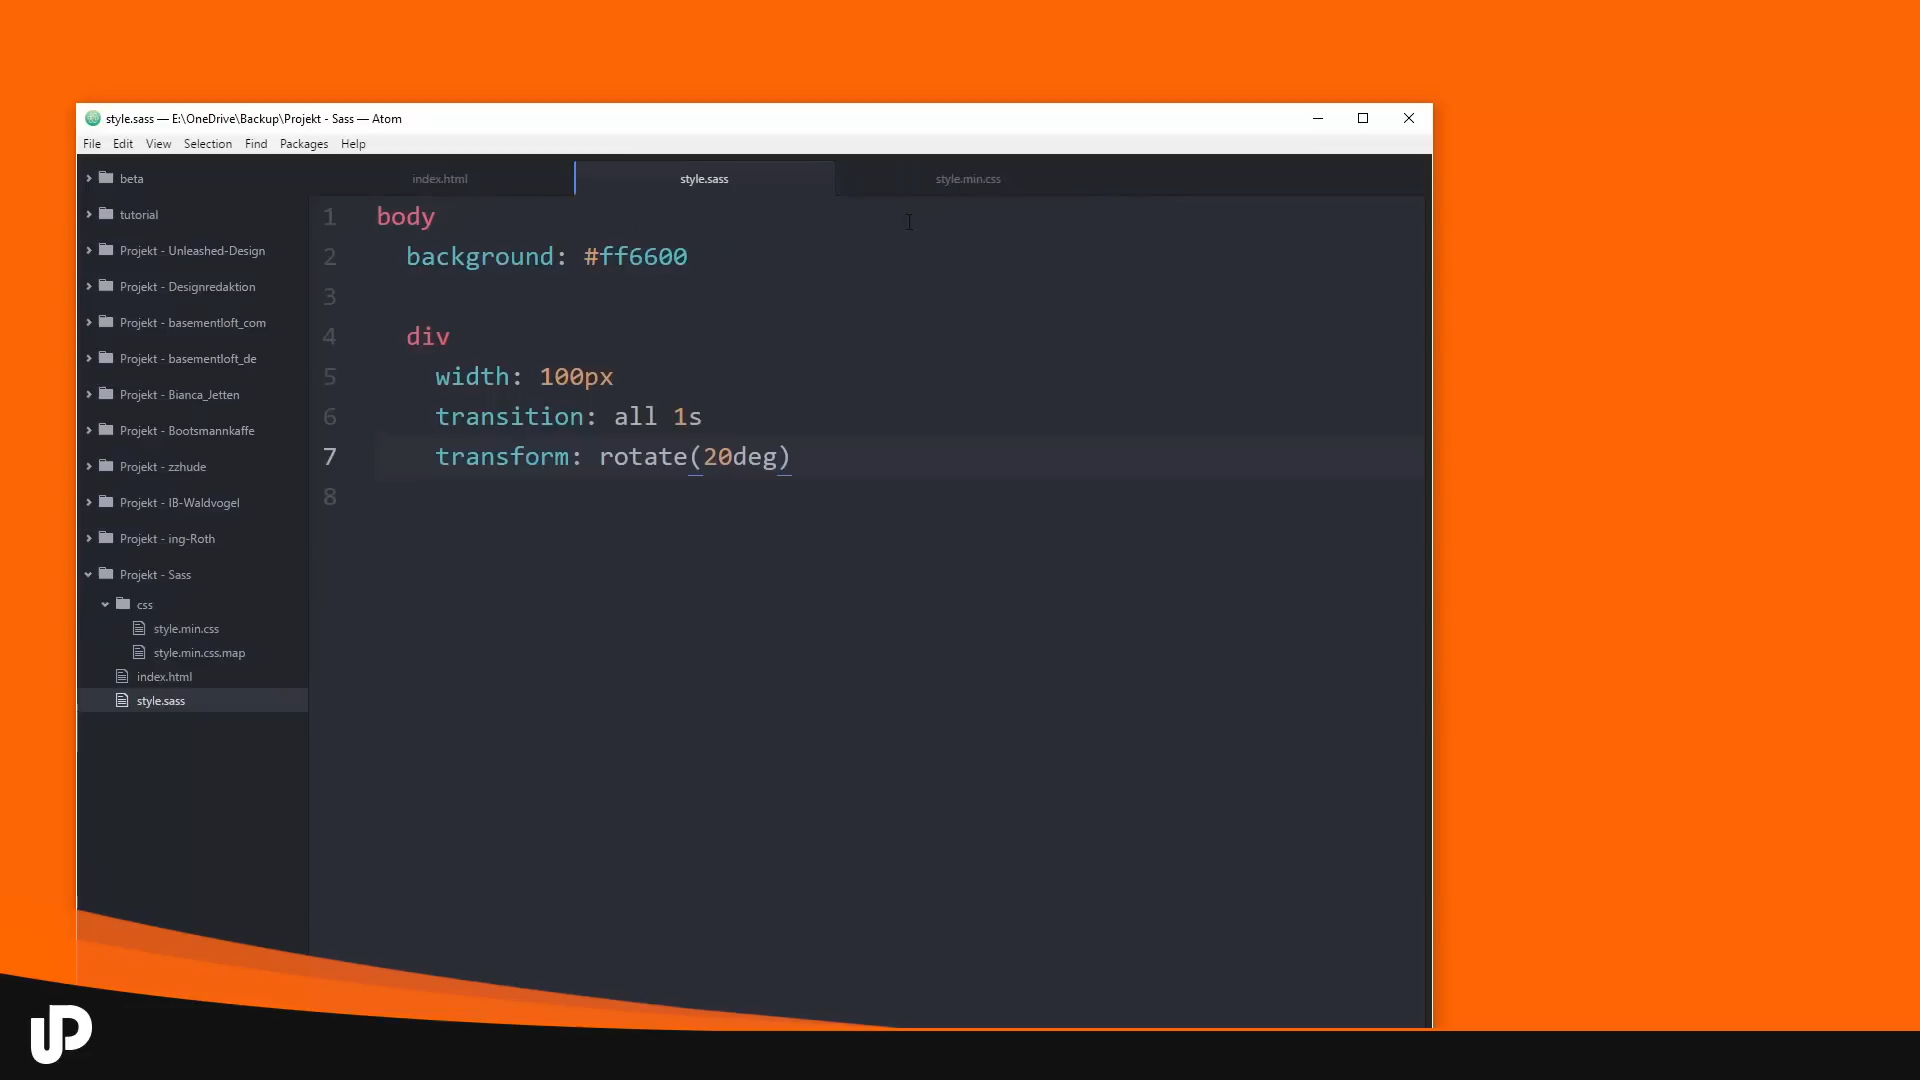 style.sass — E:\OneDrive\Backup\Projekt - Sass — Atom
File Edit View Selection Find Packages Help
beta
tutorial
Projekt - Unleashed-Design
Projekt - Designredaktion
Projekt - basementloft_com
Projekt - basementloft_de
Projekt - Bianca_Jetten
Projekt - Bootsmannkaffe
Projekt - zzhude
Projekt - IB-Waldvogel
Projekt - ing-Roth
Projekt - Sass
css
style.min.css
style.min.css.map
index.html
style.sass
index.html style.sass style.min.css
1 body
2   background: #ff6600
3
4   div
5     width: 100px
6     transition: all 1s
7     transform: rotate(20deg)
8
UP